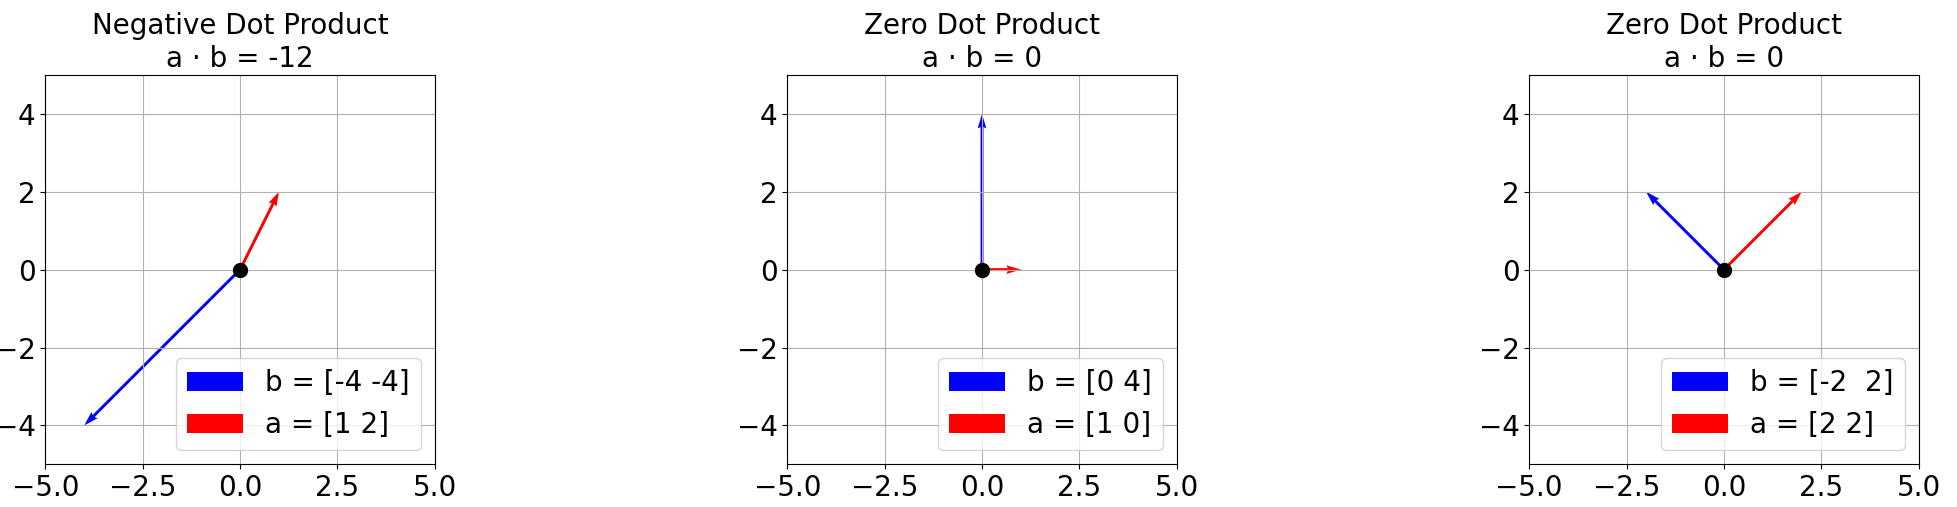 Negative Dot Product
a · b = -12
4
2
0
−2
−4
−5.0 −2.5 0.0 2.5 5.0
b = [-4 -4]
a = [1 2]
Zero Dot Product
a · b = 0
4
2
0
−2
−4
−5.0 −2.5 0.0 2.5 5.0
b = [0 4]
a = [1 0]
Zero Dot Product
a · b = 0
4
2
0
−2
−4
−5.0 −2.5 0.0 2.5 5.0
b = [-2  2]
a = [2 2]